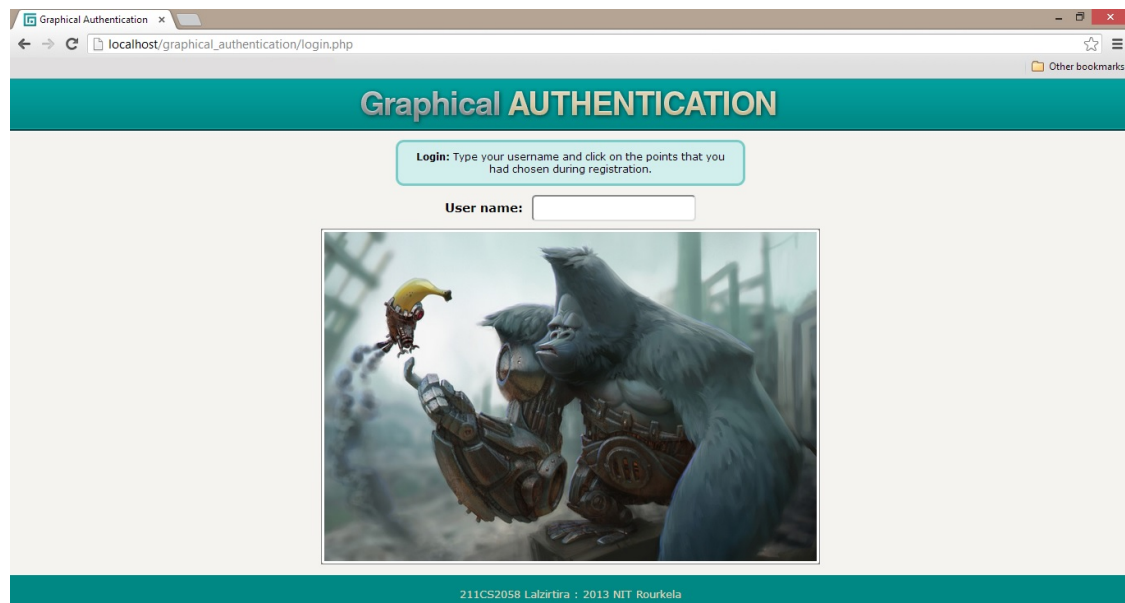 Graphical Authentication
localhost/graphical_authentication/login.php
Other bookmarks
Graphical AUTHENTICATION
Login: Type your username and click on the points that you
had chosen during registration.
User name:
211CS2058 Lalzirtira : 2013 NIT Rourkela